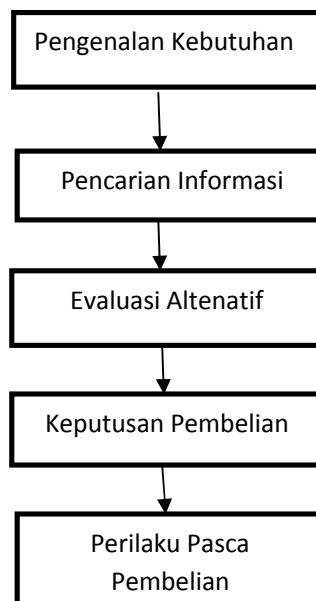 Pengenalan Kebutuhan
Pencarian Informasi
Evaluasi Altenatif
Keputusan Pembelian
Perilaku Pasca
Pembelian